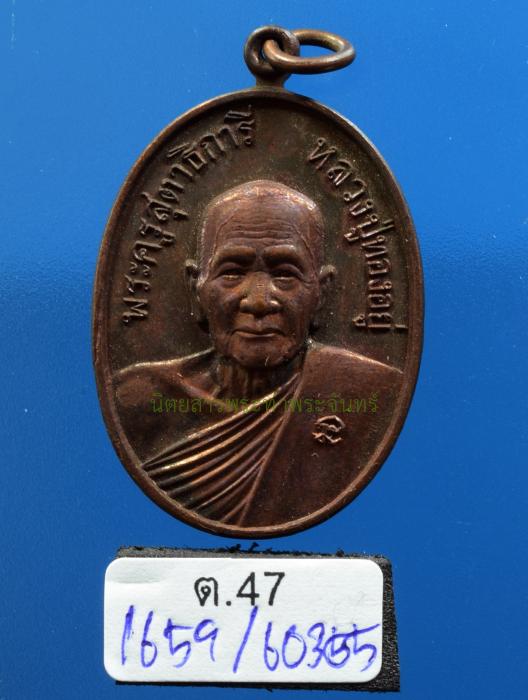 พระครูสุตาธิการี หลวงปู่ทองอยู่
นิตยสารพระท่าพระจันทร์
ต.47
1659/60355